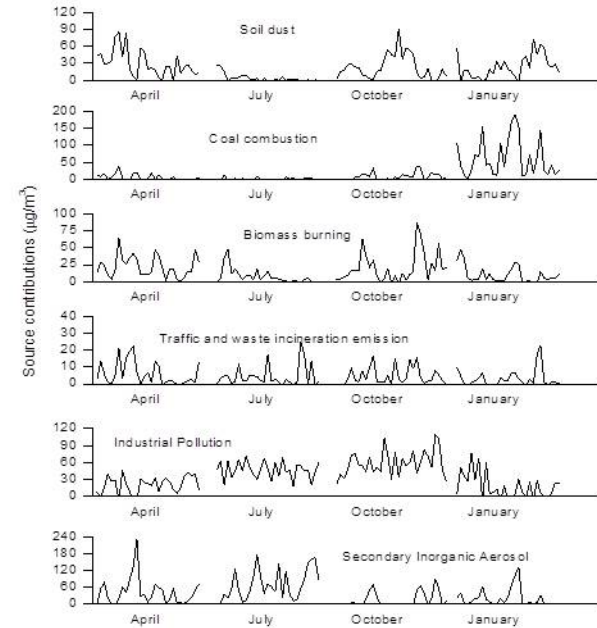 Source contributions (µg/m³)
Soil dust
120
90
60
30
0
April July October January
Coal combustion
200
150
100
50
0
April July October January
Biomass burning
100
75
50
25
0
April July October January
Traffic and waste incineration emission
40
30
20
10
0
April July October January
Industrial Pollution
120
90
60
30
0
April July October January
Secondary Inorganic Aerosol
240
180
120
60
0
April July October January